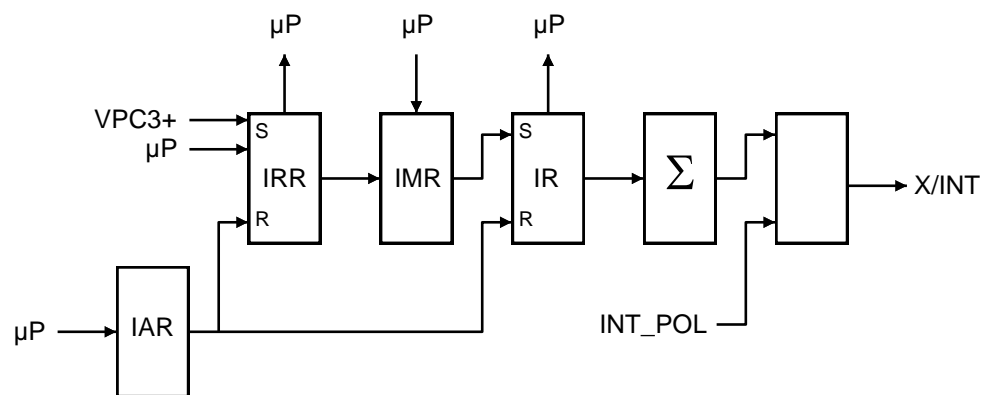 µP
µP
µP
VPC3+
µP
S
R
IRR
IMR
S
R
IR
Σ
X/INT
µP
IAR
INT_POL